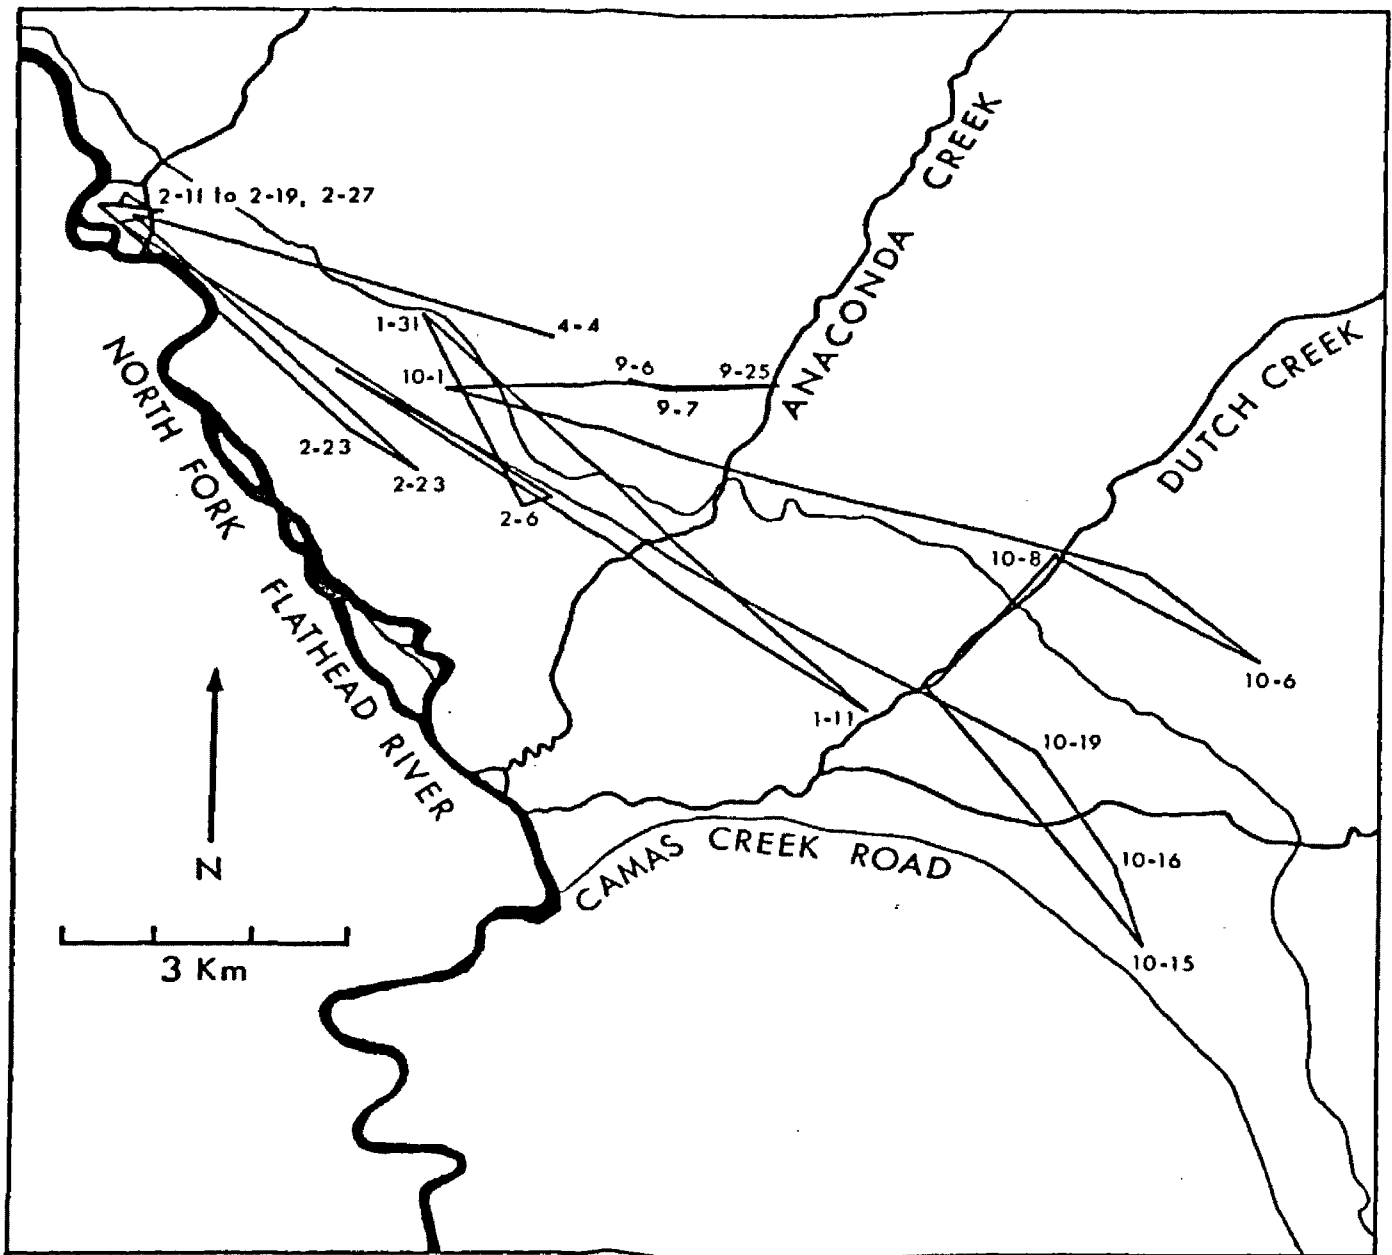 2-11 to 2-19, 2-27
ANACONDA CREEK
1-31
4-4
10-1
9-6
9-25
9-7
DUTCH CREEK
NORTH FORK
FLATHEAD RIVER
2-23
2-23
2-6
10-8
10-6
1-11
10-19
10-16
10-15
CAMAS CREEK ROAD
N
3 Km